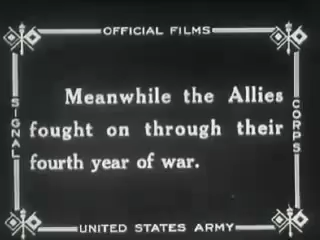 OFFICIAL FILMS
SIGNAL
Meanwhile the Allies
fought on through their
fourth year of war.
CORPS
UNITED STATES ARMY